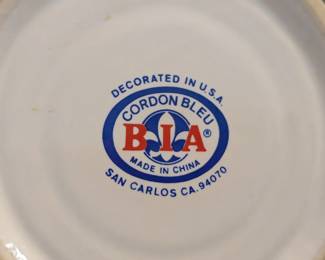 DECORATED IN U.S.A.
CORDON BLEU
BIA®
MADE IN CHINA
SAN CARLOS CA. 94070